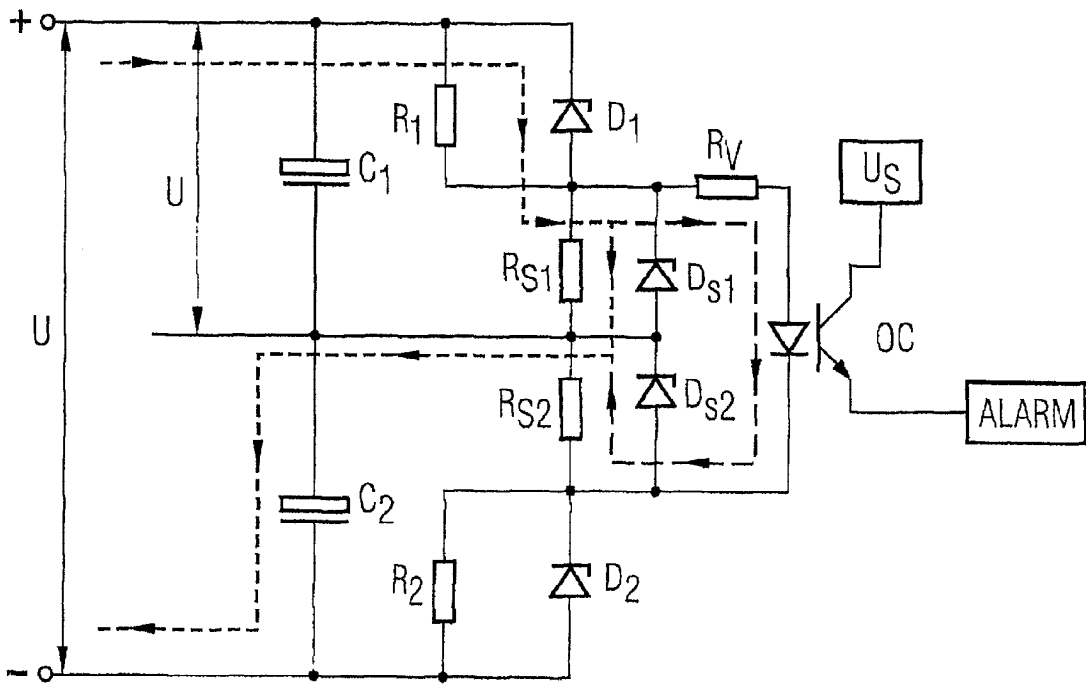 +
R1
D1
RV
US
C1
U
RS1
DS1
U
OC
RS2
DS2
ALARM
C2
R2
D2
-